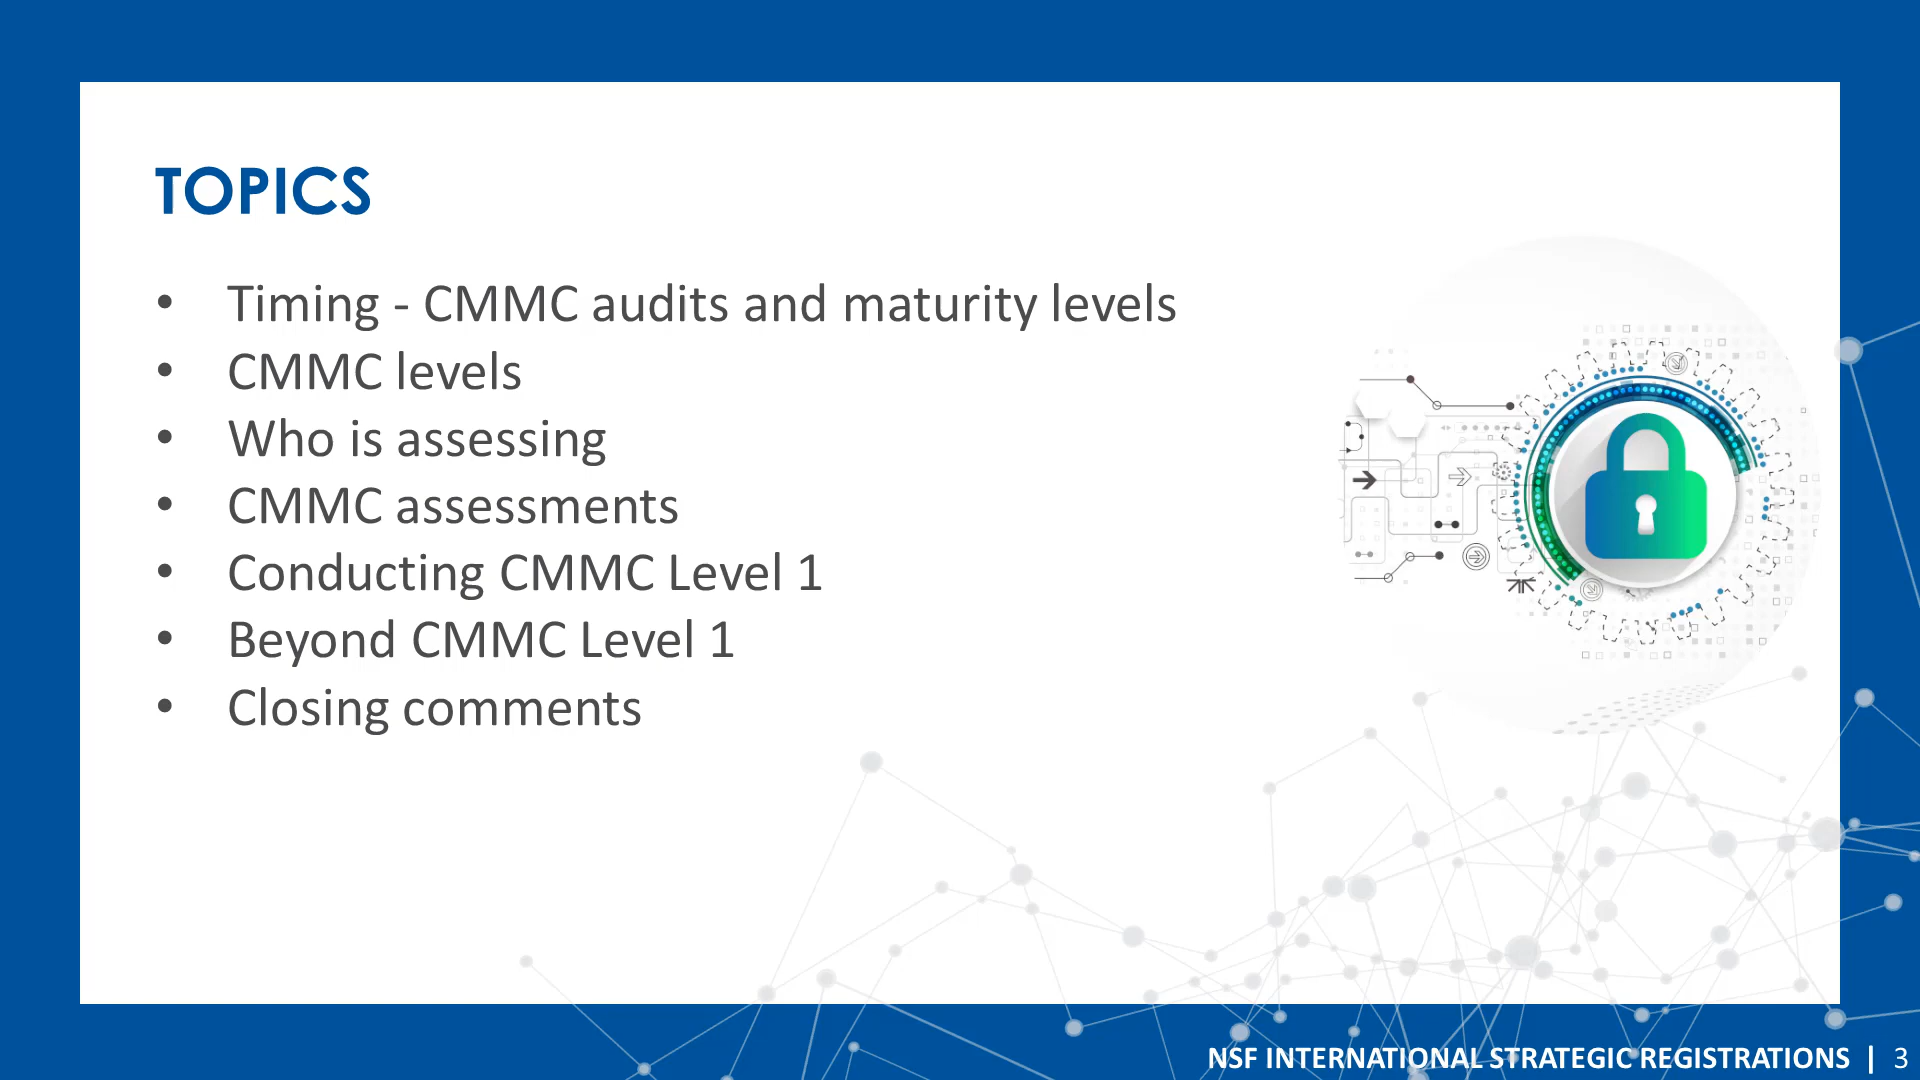 TOPICS
• Timing - CMMC audits and maturity levels
• CMMC levels
• Who is assessing
• CMMC assessments
• Conducting CMMC Level 1
• Beyond CMMC Level 1
• Closing comments
NSF INTERNATIONAL STRATEGIC REGISTRATIONS | 3